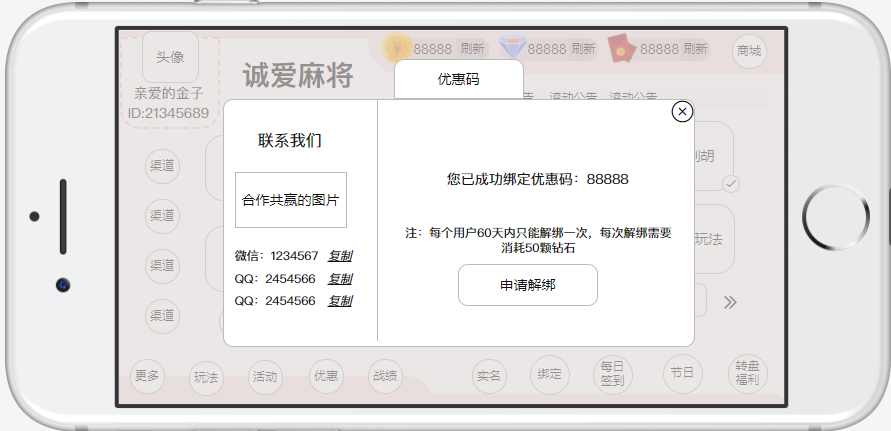 头像
亲爱的金子
ID:21345689
诚爱麻将
88888 刷新
88888 刷新
88888 刷新
商城
优惠码
告 滚动公告 滚动公告
联系我们
合作共赢的图片
微信：1234567 复制
QQ：2454566 复制
QQ：2454566 复制
您已成功绑定优惠码：88888
注：每个用户60天内只能解绑一次，每次解绑需要
消耗50颗钻石
申请解绑
渠道
渠道
渠道
渠道
胡
玩法
更多
玩法
活动
优惠
战绩
实名
绑定
每日
签到
节日
转盘
福利